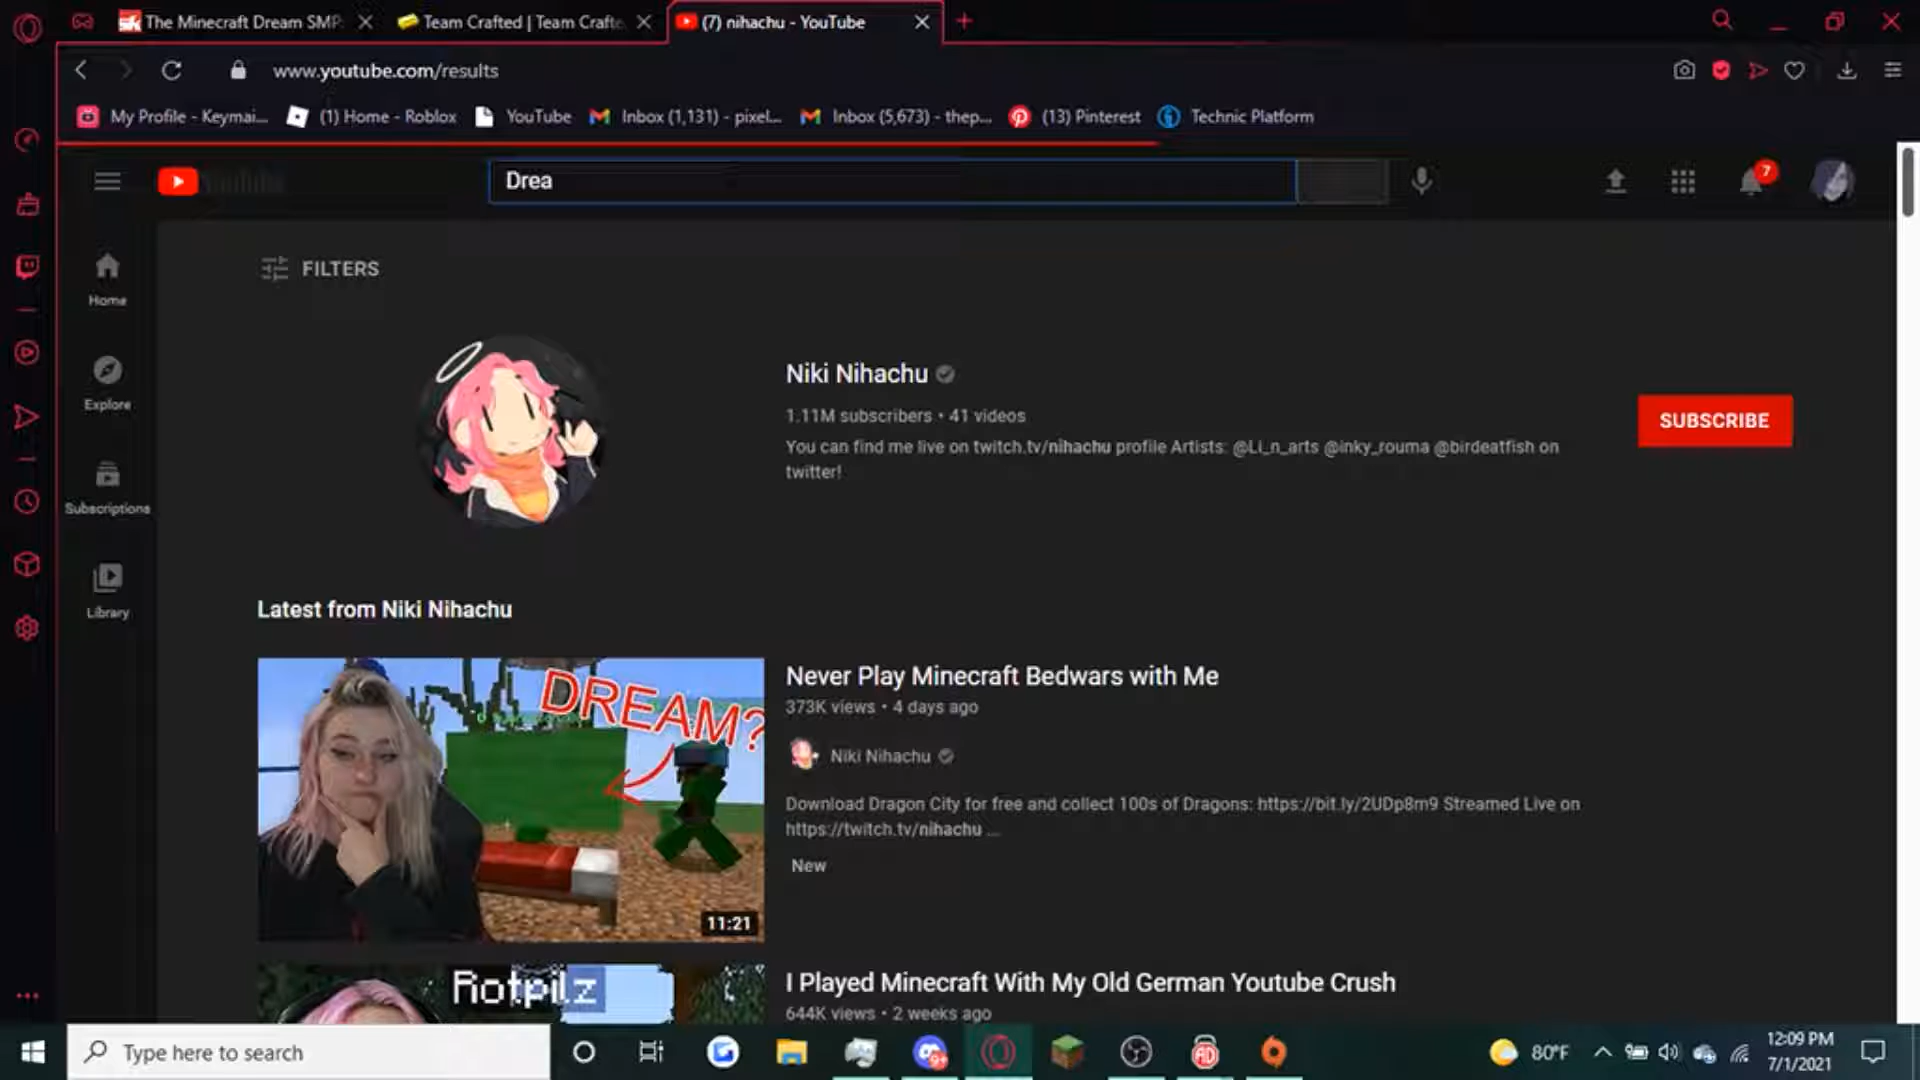 The Minecraft Dream SMP
Team Crafted | Team Crafte
(7) nihachu - YouTube
www.youtube.com/results
My Profile - Keymai...
(1) Home - Roblox
YouTube
Inbox (1,131) - pixel...
Inbox (5,673) - thep...
(13) Pinterest
Technic Platform
Drea
7
FILTERS
Home
Explore
Subscriptions
Library
Niki Nihachu
1.11M subscribers • 41 videos
You can find me live on twitch.tv/nihachu profile Artists: @Li_n_arts @inky_rouma @birdeatfish on
twitter!
SUBSCRIBE
Latest from Niki Nihachu
DREAM?
11:21
Never Play Minecraft Bedwars with Me
373K views • 4 days ago
Niki Nihachu
Download Dragon City for free and collect 100s of Dragons: https://bit.ly/2UDp8m9 Streamed Live on
https://twitch.tv/nihachu ...
New
Rotpilz
I Played Minecraft With My Old German Youtube Crush
644K views • 2 weeks ago
Type here to search
9+
AD
80°F
12:09 PM
7/1/2021